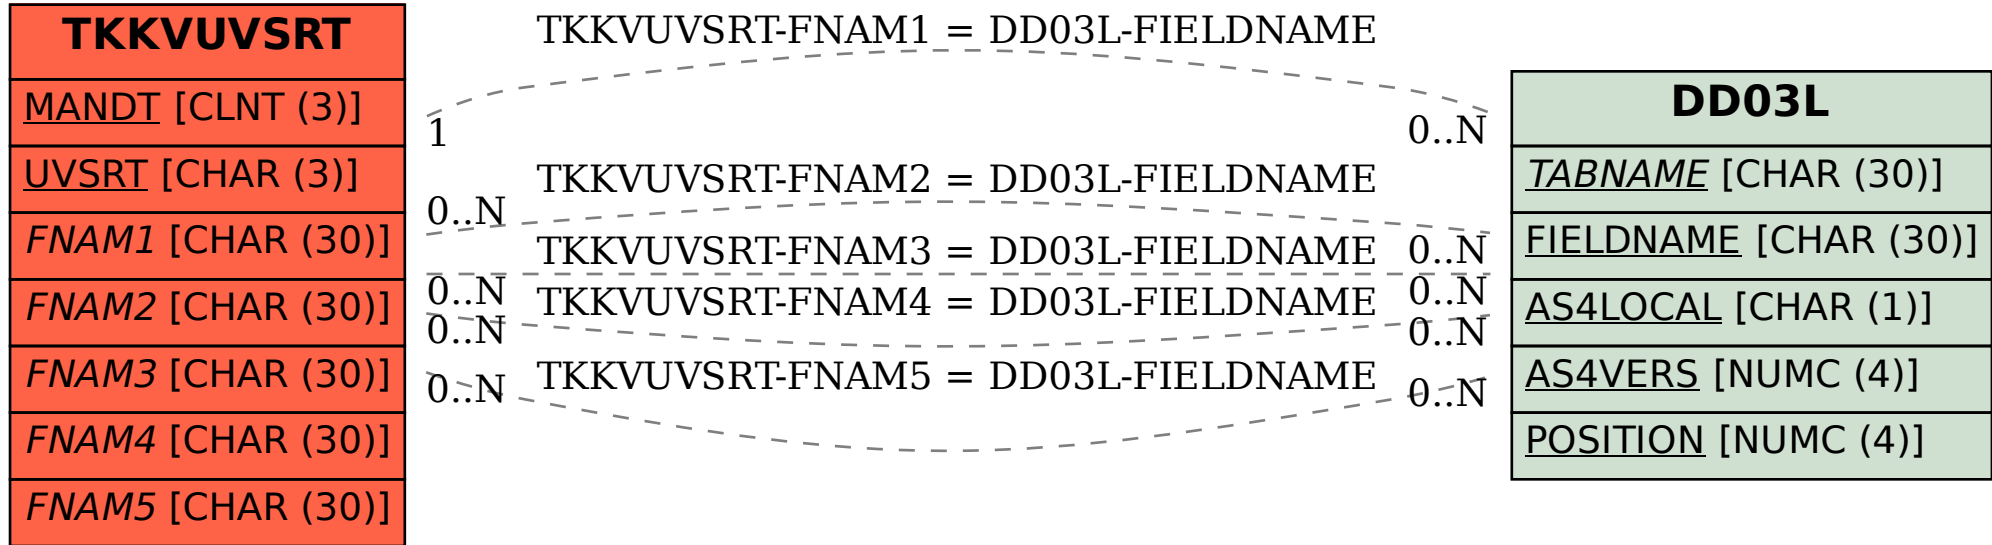 TKKVUVSRT
MANDT [CLNT (3)]
UVSRT [CHAR (3)]
FNAM1 [CHAR (30)]
FNAM2 [CHAR (30)]
FNAM3 [CHAR (30)]
FNAM4 [CHAR (30)]
FNAM5 [CHAR (30)]
TKKVUVSRT-FNAM1 = DD03L-FIELDNAME
1
0..N
TKKVUVSRT-FNAM2 = DD03L-FIELDNAME
0..N
0..N
TKKVUVSRT-FNAM3 = DD03L-FIELDNAME
0..N
0..N
TKKVUVSRT-FNAM4 = DD03L-FIELDNAME
0..N
0..N
TKKVUVSRT-FNAM5 = DD03L-FIELDNAME
0..N
0..N
DD03L
TABNAME [CHAR (30)]
FIELDNAME [CHAR (30)]
AS4LOCAL [CHAR (1)]
AS4VERS [NUMC (4)]
POSITION [NUMC (4)]